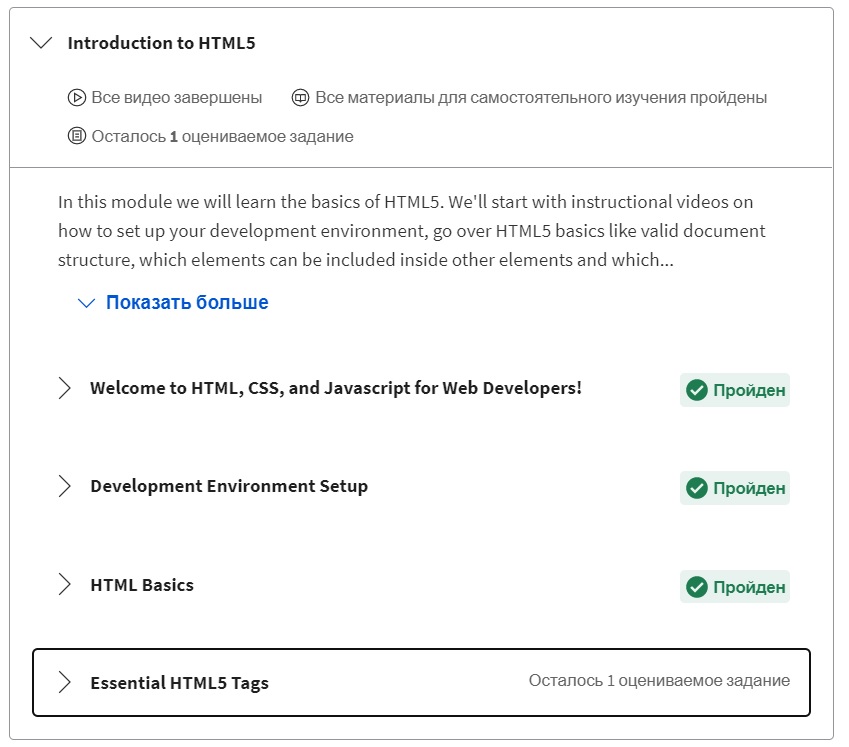 Introduction to HTML5
Все видео завершены Все материалы для самостоятельного изучения пройдены
Осталось 1 оцениваемое задание
In this module we will learn the basics of HTML5. We'll start with instructional videos on
how to set up your development environment, go over HTML5 basics like valid document
structure, which elements can be included inside other elements and which...
Показать больше
Welcome to HTML, CSS, and Javascript for Web Developers! Пройден
Development Environment Setup Пройден
HTML Basics Пройден
Essential HTML5 Tags Осталось 1 оцениваемое задание